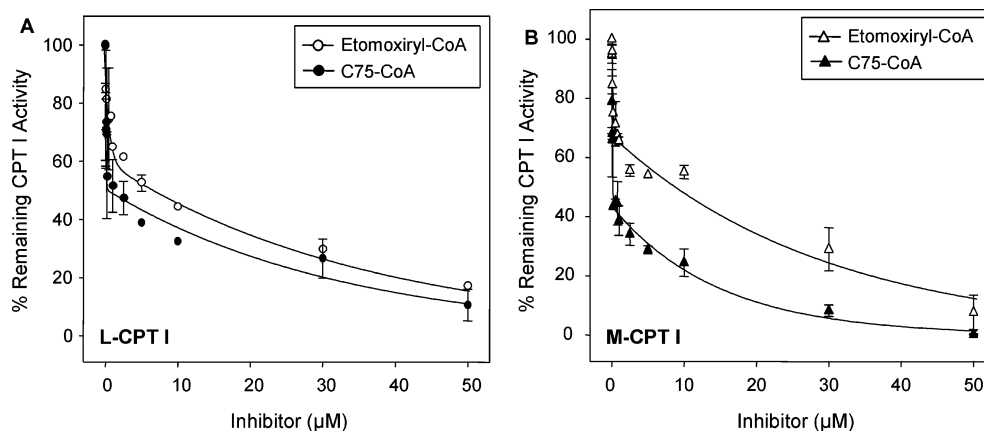 A
% Remaining CPT I Activity
100
80
60
40
20
0
Etomoxiryl-CoA
C75-CoA
L-CPT I
0 10 20 30 40 50
Inhibitor (µM)
B
% Remaining CPT I Activity
100
80
60
40
20
0
Etomoxiryl-CoA
C75-CoA
M-CPT I
0 10 20 30 40 50
Inhibitor (µM)